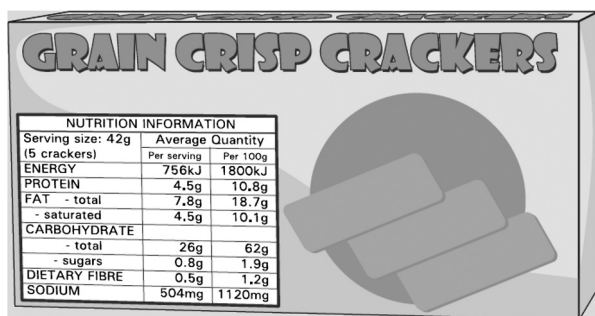 GRAIN CRISP CRACKERS
NUTRITION INFORMATION
Serving size: 42g Average Quantity
(5 crackers) Per serving Per 100g
ENERGY 756kJ 1800kJ
PROTEIN 4.5g 10.8g
FAT - total 7.8g 18.7g
- saturated 4.5g 10.1g
CARBOHYDRATE
- total 26g 62g
- sugars 0.8g 1.9g
DIETARY FIBRE 0.5g 1.2g
SODIUM 504mg 1120mg